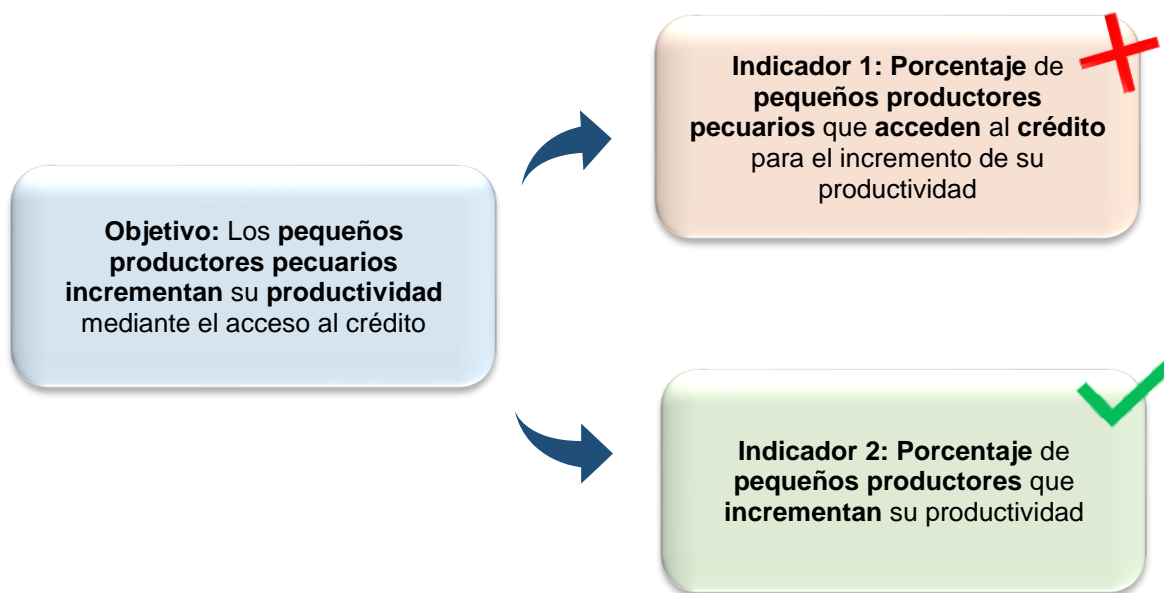 Objetivo: Los pequeños
productores pecuarios
incrementan su productividad
mediante el acceso al crédito
Indicador 1: Porcentaje de
pequeños productores
pecuarios que acceden al crédito
para el incremento de su
productividad
Indicador 2: Porcentaje de
pequeños productores que
incrementan su productividad